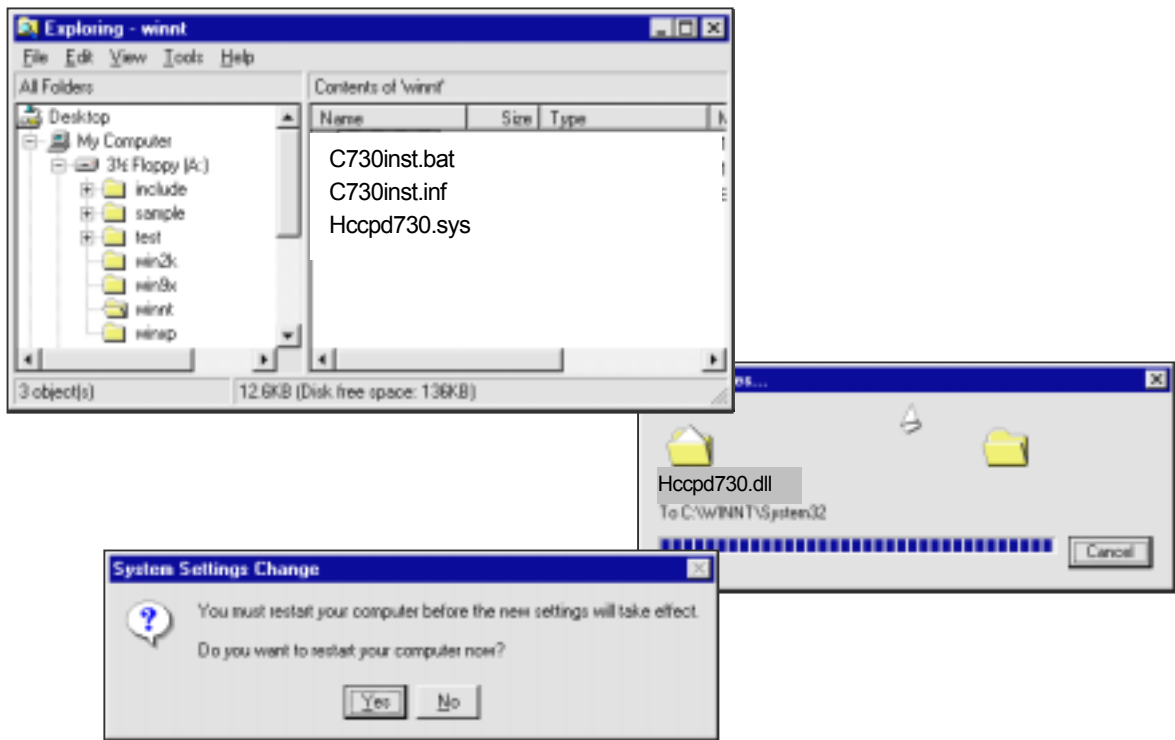 Exploring - winnt
File Edit View Tools Help
All Folders
Contents of 'winnt'
Desktop
My Computer
3½ Floppy (A:)
include
sample
test
win2k
win9x
winnt
winxp
Name Size Type
C730inst.bat
C730inst.inf
Hccpd730.sys
3 object(s) 12.6KB (Disk free space: 136KB)
es...
Hccpd730.dll
To C:\WINNT\System32
Cancel
System Settings Change
You must restart your computer before the new settings will take effect.
Do you want to restart your computer now?
Yes No